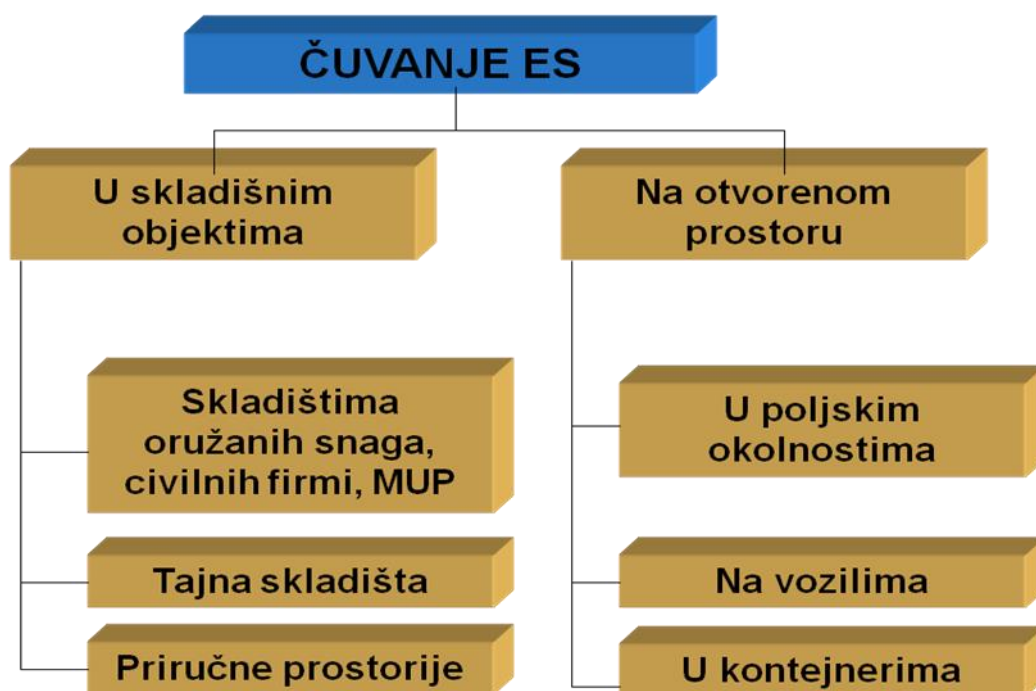 ČUVANJE ES
U skladišnim
objektima
Na otvorenom
prostoru
Skladištima
oružanih snaga,
civilnih firmi, MUP
Tajna skladišta
Priručne prostorije
U poljskim
okolnostima
Na vozilima
U kontejnerima